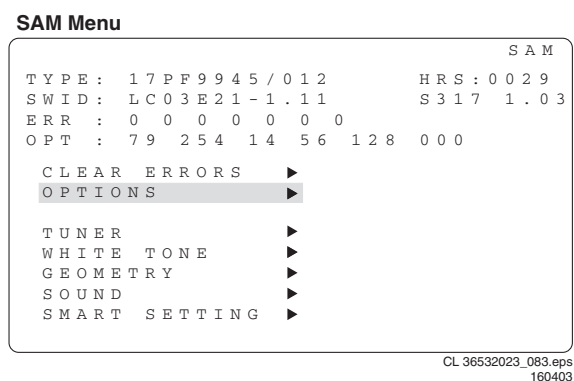 SAM Menu
SAM
TYPE: 17PF9945/012 HRS:0029
SWID: LC03E21-1.11 S317 1.03
ERR : 0 0 0 0 0 0 0
OPT : 79 254 14 56 128 000
CLEAR ERRORS ▶
OPTIONS ▶
TUNER ▶
WHITE TONE ▶
GEOMETRY ▶
SOUND ▶
SMART SETTING ▶
CL 36532023_083.eps
160403